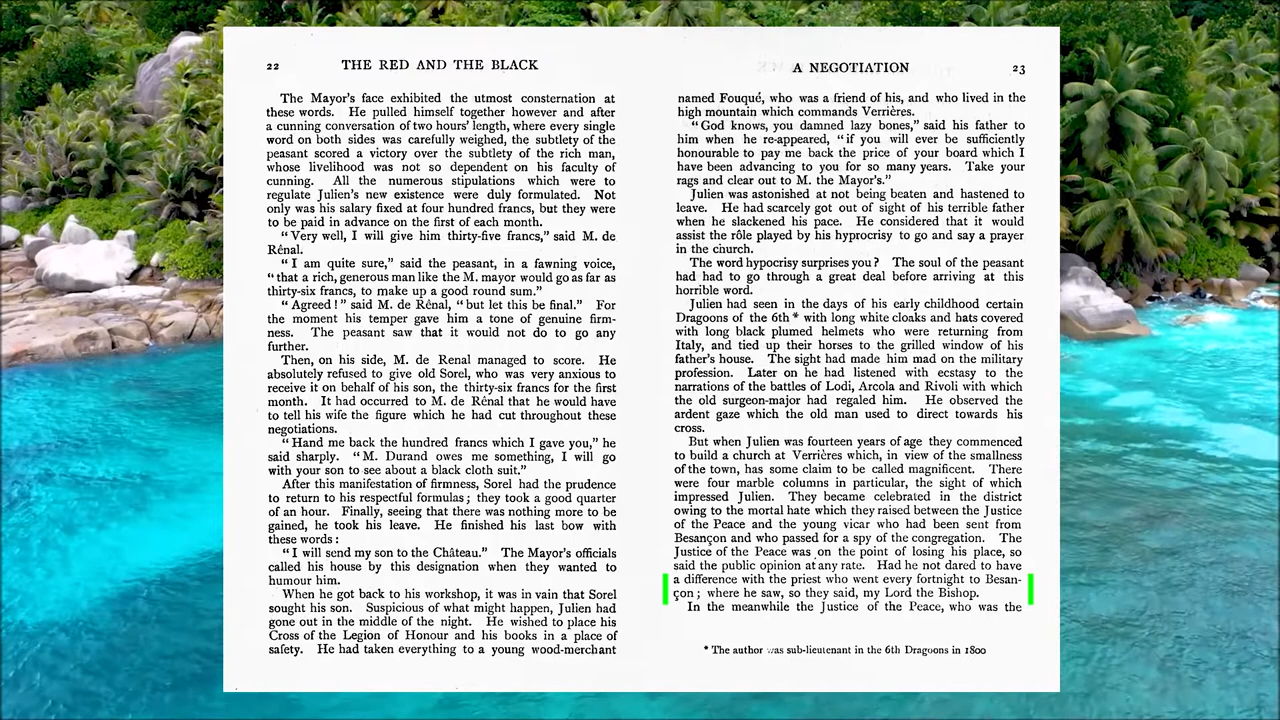 22
THE RED AND THE BLACK
The Mayor's face exhibited the utmost consternation at
these words. He pulled himself together however and after
a cunning conversation of two hours' length, where every single
word on both sides was carefully weighed, the subtlety of the
peasant scored a victory over the subtlety of the rich man,
whose livelihood was not so dependent on his faculty of
cunning. All the numerous stipulations which were to
regulate Julien's new existence were duly formulated. Not
only was his salary fixed at four hundred francs, but they were
to be paid in advance on the first of each month.
"Very well, I will give him thirty-five francs," said M. de
Rênal.
"I am quite sure," said the peasant, in a fawning voice,
"that a rich, generous man like the M. mayor would go as far as
thirty-six francs, to make up a good round sum."
"Agreed!" said M. de Rênal, "but let this be final." For
the moment his temper gave him a tone of genuine firm-
ness. The peasant saw that it would not do to go any
further.
Then, on his side, M. de Renal managed to score. He
absolutely refused to give old Sorel, who was very anxious to
receive it on behalf of his son, the thirty-six francs for the first
month. It had occurred to M. de Rênal that he would have
to tell his wife the figure which he had cut throughout these
negotiations.
"Hand me back the hundred francs which I gave you," he
said sharply. "M. Durand owes me something, I will go
with your son to see about a black cloth suit."
After this manifestation of firmness, Sorel had the prudence
to return to his respectful formulas; they took a good quarter
of an hour. Finally, seeing that there was nothing more to be
gained, he took his leave. He finished his last bow with
these words:
"I will send my son to the Château." The Mayor's officials
called his house by this designation when they wanted to
humour him.
When he got back to his workshop, it was in vain that Sorel
sought his son. Suspicious of what might happen, Julien had
gone out in the middle of the night. He wished to place his
Cross of the Legion of Honour and his books in a place of
safety. He had taken everything to a young wood-merchant
A NEGOTIATION
23
named Fouqué, who was a friend of his, and who lived in the
high mountain which commands Verrières.
"God knows, you damned lazy bones," said his father to
him when he re-appeared, "if you will ever be sufficiently
honourable to pay me back the price of your board which I
have been advancing to you for so many years. Take your
rags and clear out to M. the Mayor's."
Julien was astonished at not being beaten and hastened to
leave. He had scarcely got out of sight of his terrible father
when he slackened his pace. He considered that it would
assist the rôle played by his hyprocrisy to go and say a prayer
in the church.
The word hypocrisy surprises you? The soul of the peasant
had had to go through a great deal before arriving at this
horrible word.
Julien had seen in the days of his early childhood certain
Dragoons of the 6th * with long white cloaks and hats covered
with long black plumed helmets who were returning from
Italy, and tied up their horses to the grilled window of his
father's house. The sight had made him mad on the military
profession. Later on he had listened with ecstasy to the
narrations of the battles of Lodi, Arcola and Rivoli with which
the old surgeon-major had regaled him. He observed the
ardent gaze which the old man used to direct towards his
cross.
But when Julien was fourteen years of age they commenced
to build a church at Verrières which, in view of the smallness
of the town, has some claim to be called magnificent. There
were four marble columns in particular, the sight of which
impressed Julien. They became celebrated in the district
owing to the mortal hate which they raised between the Justice
of the Peace and the young vicar who had been sent from
Besançon and who passed for a spy of the congregation. The
Justice of the Peace was on the point of losing his place, so
said the public opinion at any rate. Had he not dared to have
a difference with the priest who went every fortnight to Besan-
çon; where he saw, so they said, my Lord the Bishop.
In the meanwhile the Justice of the Peace, who was the
* The author was sub-lieutenant in the 6th Dragoons in 1800